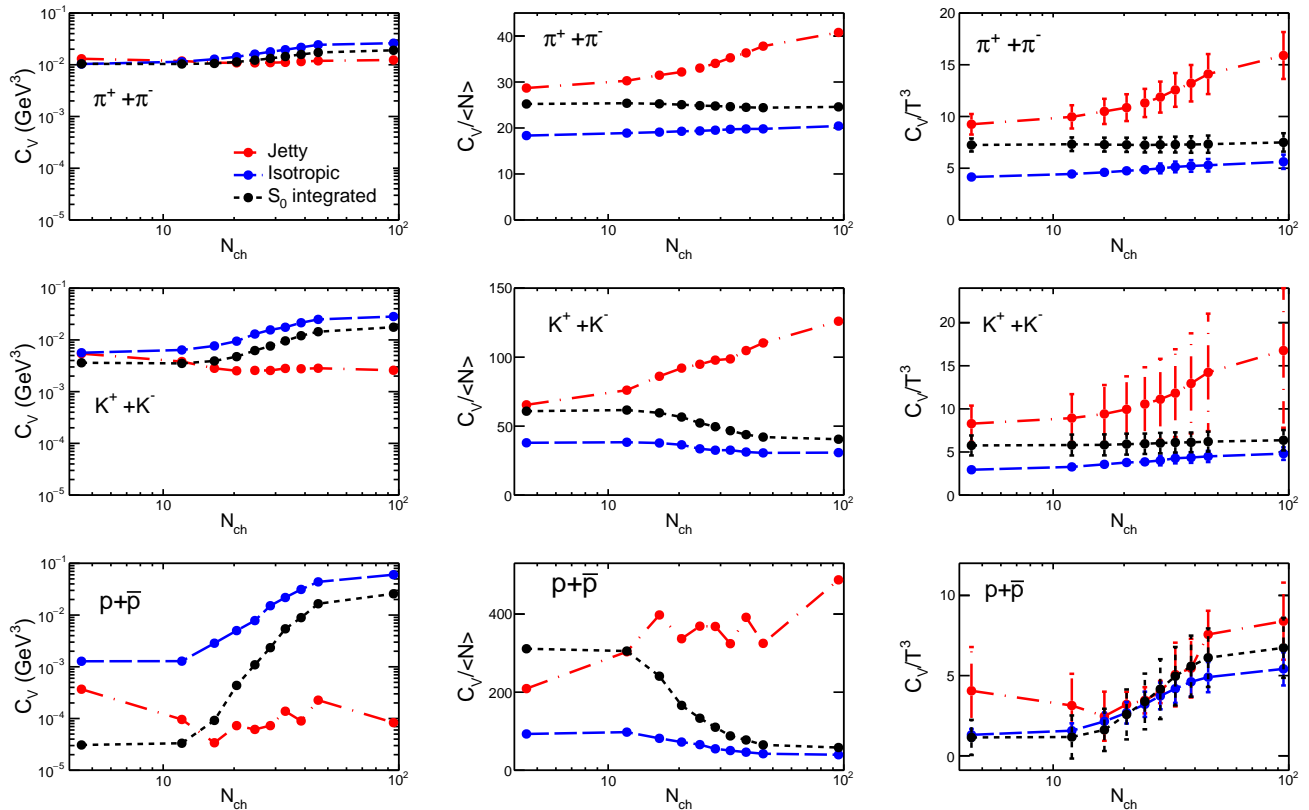 10⁻¹
10⁻²
10⁻³
10⁻⁴
10⁻⁵
C_V (GeV³)
π⁺ +π⁻
Jetty
Isotropic
S₀ integrated
10
10²
N_ch
40
30
20
10
0
C_V/<N>
π⁺ +π⁻
10
10²
N_ch
15
10
5
0
C_V/T³
π⁺ +π⁻
10
10²
N_ch
10⁻¹
10⁻²
10⁻³
10⁻⁴
10⁻⁵
C_V (GeV³)
K⁺ +K⁻
10
10²
N_ch
150
100
50
0
C_V/<N>
K⁺ +K⁻
10
10²
N_ch
20
15
10
5
0
C_V/T³
K⁺ +K⁻
10
10²
N_ch
10⁻¹
10⁻²
10⁻³
10⁻⁴
10⁻⁵
C_V (GeV³)
p+p̅
10
10²
N_ch
400
200
0
C_V/<N>
p+p̅
10
10²
N_ch
10
5
0
C_V/T³
p+p̅
10
10²
N_ch